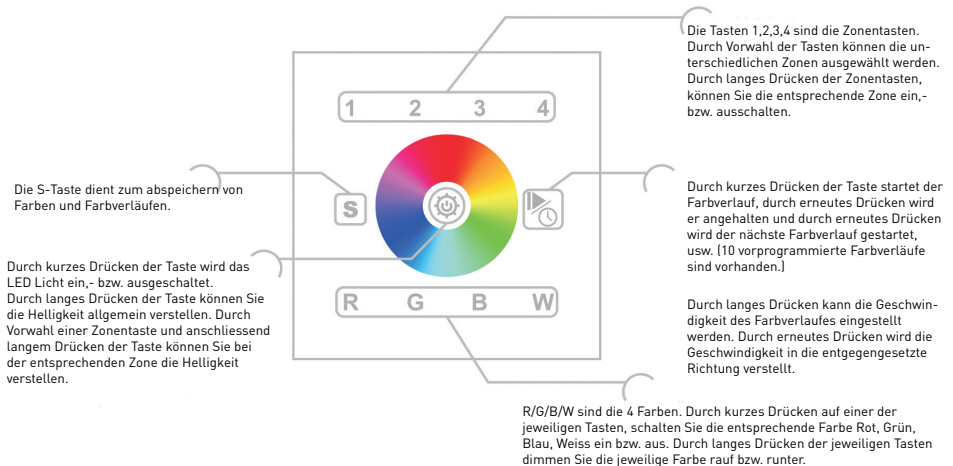 Die Tasten 1,2,3,4 sind die Zonentasten.
Durch Vorwahl der Tasten können die un-
terschiedlichen Zonen ausgewählt werden.
Durch langes Drücken der Zonentasten,
können Sie die entsprechende Zone ein,-
bzw. ausschalten.
1 2 3 4
Die S-Taste dient zum abspeichern von
Farben und Farbverläufen.
S
Durch kurzes Drücken der Taste startet der
Farbverlauf, durch erneutes Drücken wird
er angehalten und durch erneutes Drücken
wird der nächste Farbverlauf gestartet,
usw. (10 vorprogrammierte Farbverläufe
sind vorhanden.)
Durch langes Drücken kann die Geschwin-
digkeit des Farbverlaufes eingestellt
werden. Durch erneutes Drücken wird die
Geschwindigkeit in die entgegengesetzte
Richtung verstellt.
Durch kurzes Drücken der Taste wird das
LED Licht ein,- bzw. ausgeschaltet.
Durch langes Drücken der Taste können Sie
die Helligkeit allgemein verstellen. Durch
Vorwahl einer Zonentaste und anschliessend
langem Drücken der Taste können Sie bei
der entsprechenden Zone die Helligkeit
verstellen.
R G B W
R/G/B/W sind die 4 Farben. Durch kurzes Drücken auf einer der
jeweiligen Tasten, schalten Sie die entsprechende Farbe Rot, Grün,
Blau, Weiss ein bzw. aus. Durch langes Drücken der jeweiligen Tasten
dimmen Sie die jeweilige Farbe rauf bzw. runter.